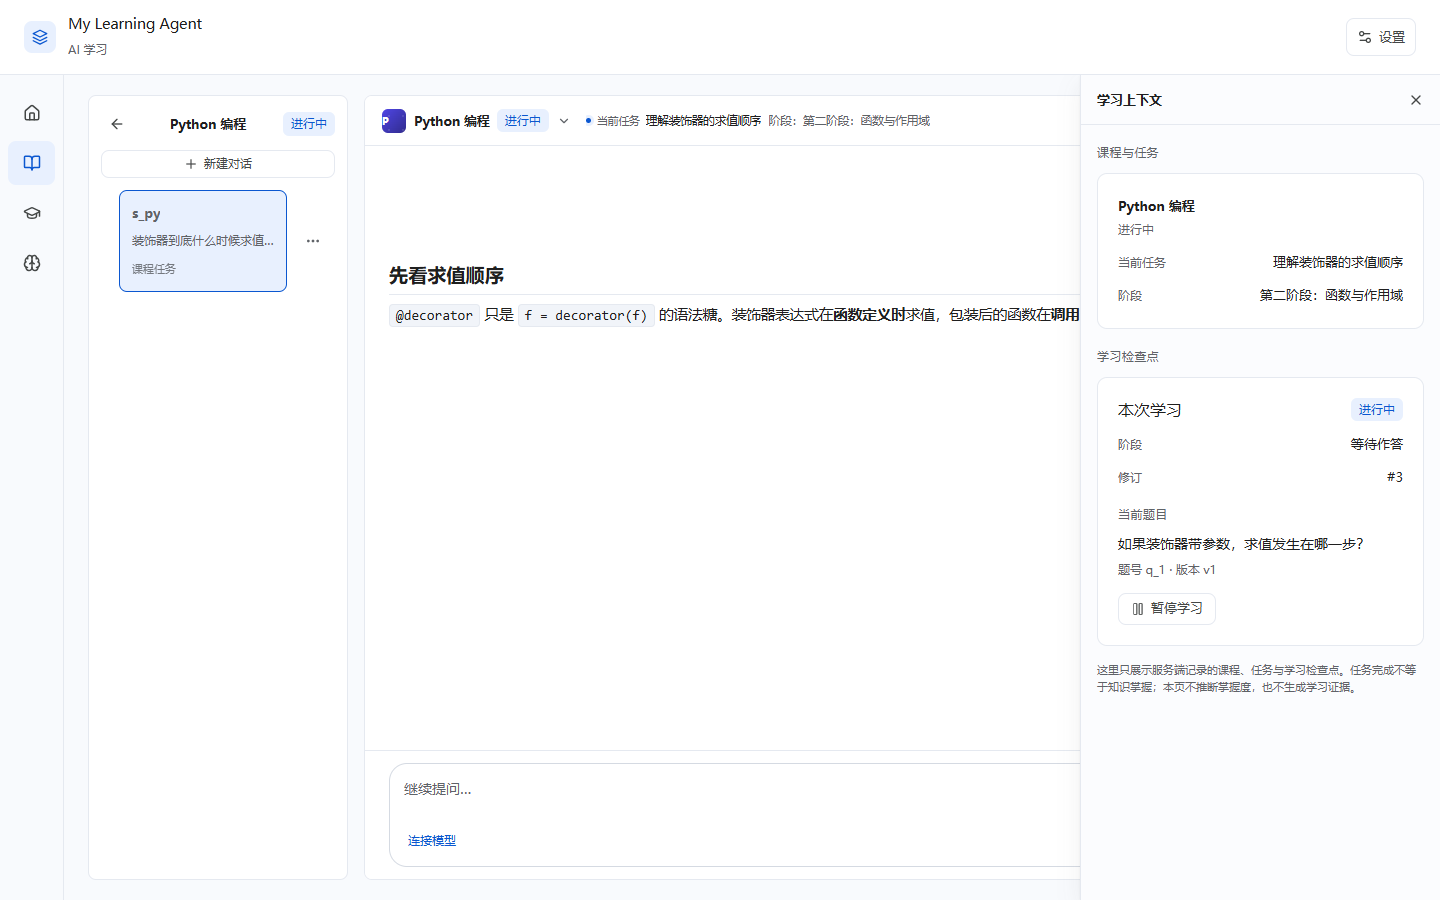 My Learning Agent
AI 学习
设置
Python 编程
进行中
新建对话
s_py
装饰器到底什么时候求值...
课程任务
P
Python 编程
进行中
当前任务 理解装饰器的求值顺序 阶段：第二阶段：函数与作用域
先看求值顺序
@decorator 只是 f = decorator(f) 的语法糖。装饰器表达式在函数定义时求值，包装后的函数在调用
继续提问...
连接模型
学习上下文
课程与任务
Python 编程
进行中
当前任务 理解装饰器的求值顺序
阶段 第二阶段：函数与作用域
学习检查点
本次学习 进行中
阶段 等待作答
修订 #3
当前题目
如果装饰器带参数，求值发生在哪一步？
题号 q_1 · 版本 v1
暂停学习
这里只展示服务端记录的课程、任务与学习检查点。任务完成不等
于知识掌握；本页不推断掌握度，也不生成学习证据。